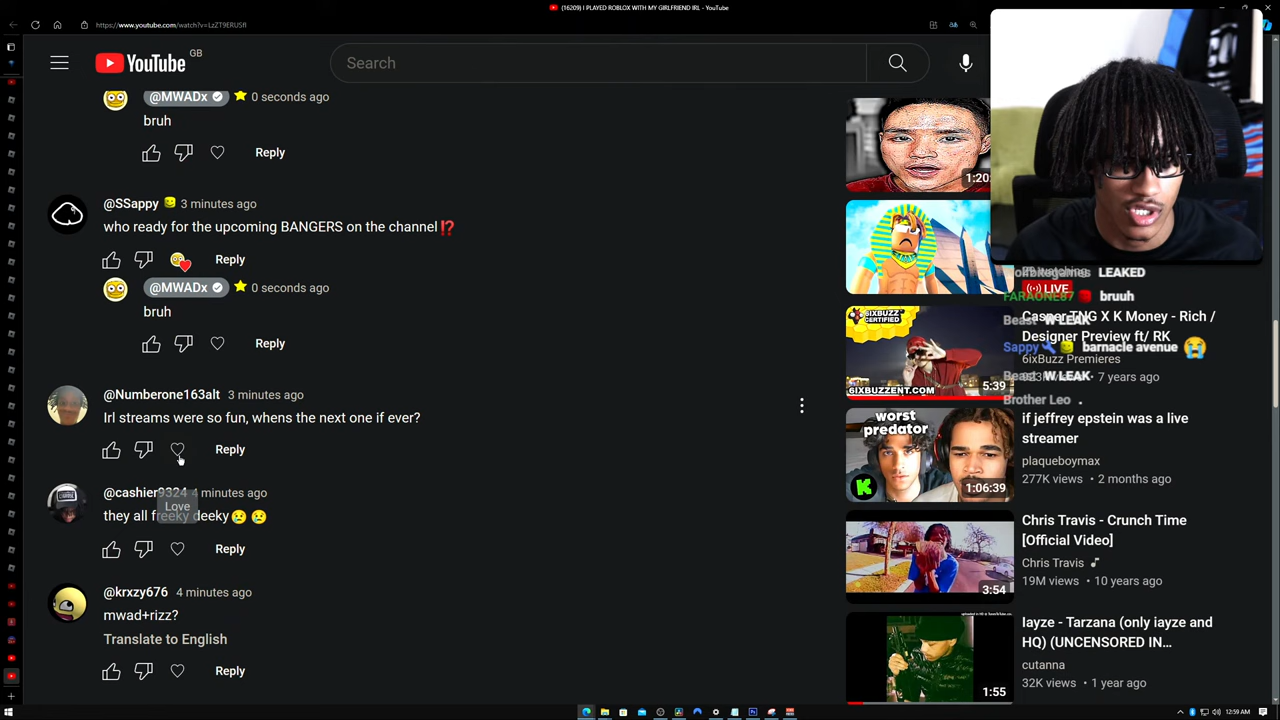 (16209) I PLAYED ROBLOX WITH MY GIRLFRIEND IRL - YouTube
https://www.youtube.com/watch?v=LzZT9ERUSfI
YouTube GB
Search
@MWADx 0 seconds ago
bruh
Reply
@SSappy 3 minutes ago
who ready for the upcoming BANGERS on the channel⁉️
Reply
@MWADx 0 seconds ago
bruh
Reply
@Numberone163at 3 minutes ago
Irl streams were so fun, whens the next one if ever?
Reply
@cashier9324 4 minutes ago
Love
they all freeky deeky😢 😢
Reply
@krxzy676 4 minutes ago
mwad+rizz?
Translate to English
Reply
1:20:
LEAKED
LIVE
FARAONE87 bruuh
Beast W LEAK
Sappy barnacle avenue 😭
Beast W LEAK
Brother Leo .
6IXBUZZ CERTIFIED
6IXBUZZENT.COM
5:39
Casper TNG X K Money - Rich /
Designer Preview ft/ RK
6ixBuzz Premieres
7 years ago
worst
predator
K
1:06:39
if jeffrey epstein was a live
streamer
plaqueboymax
277K views • 2 months ago
3:54
Chris Travis - Crunch Time
[Official Video]
Chris Travis
19M views • 10 years ago
1:55
Iayze - Tarzana (only iayze and
HQ) (UNCENSORED IN...
cutanna
32K views • 1 year ago
12:59 AM